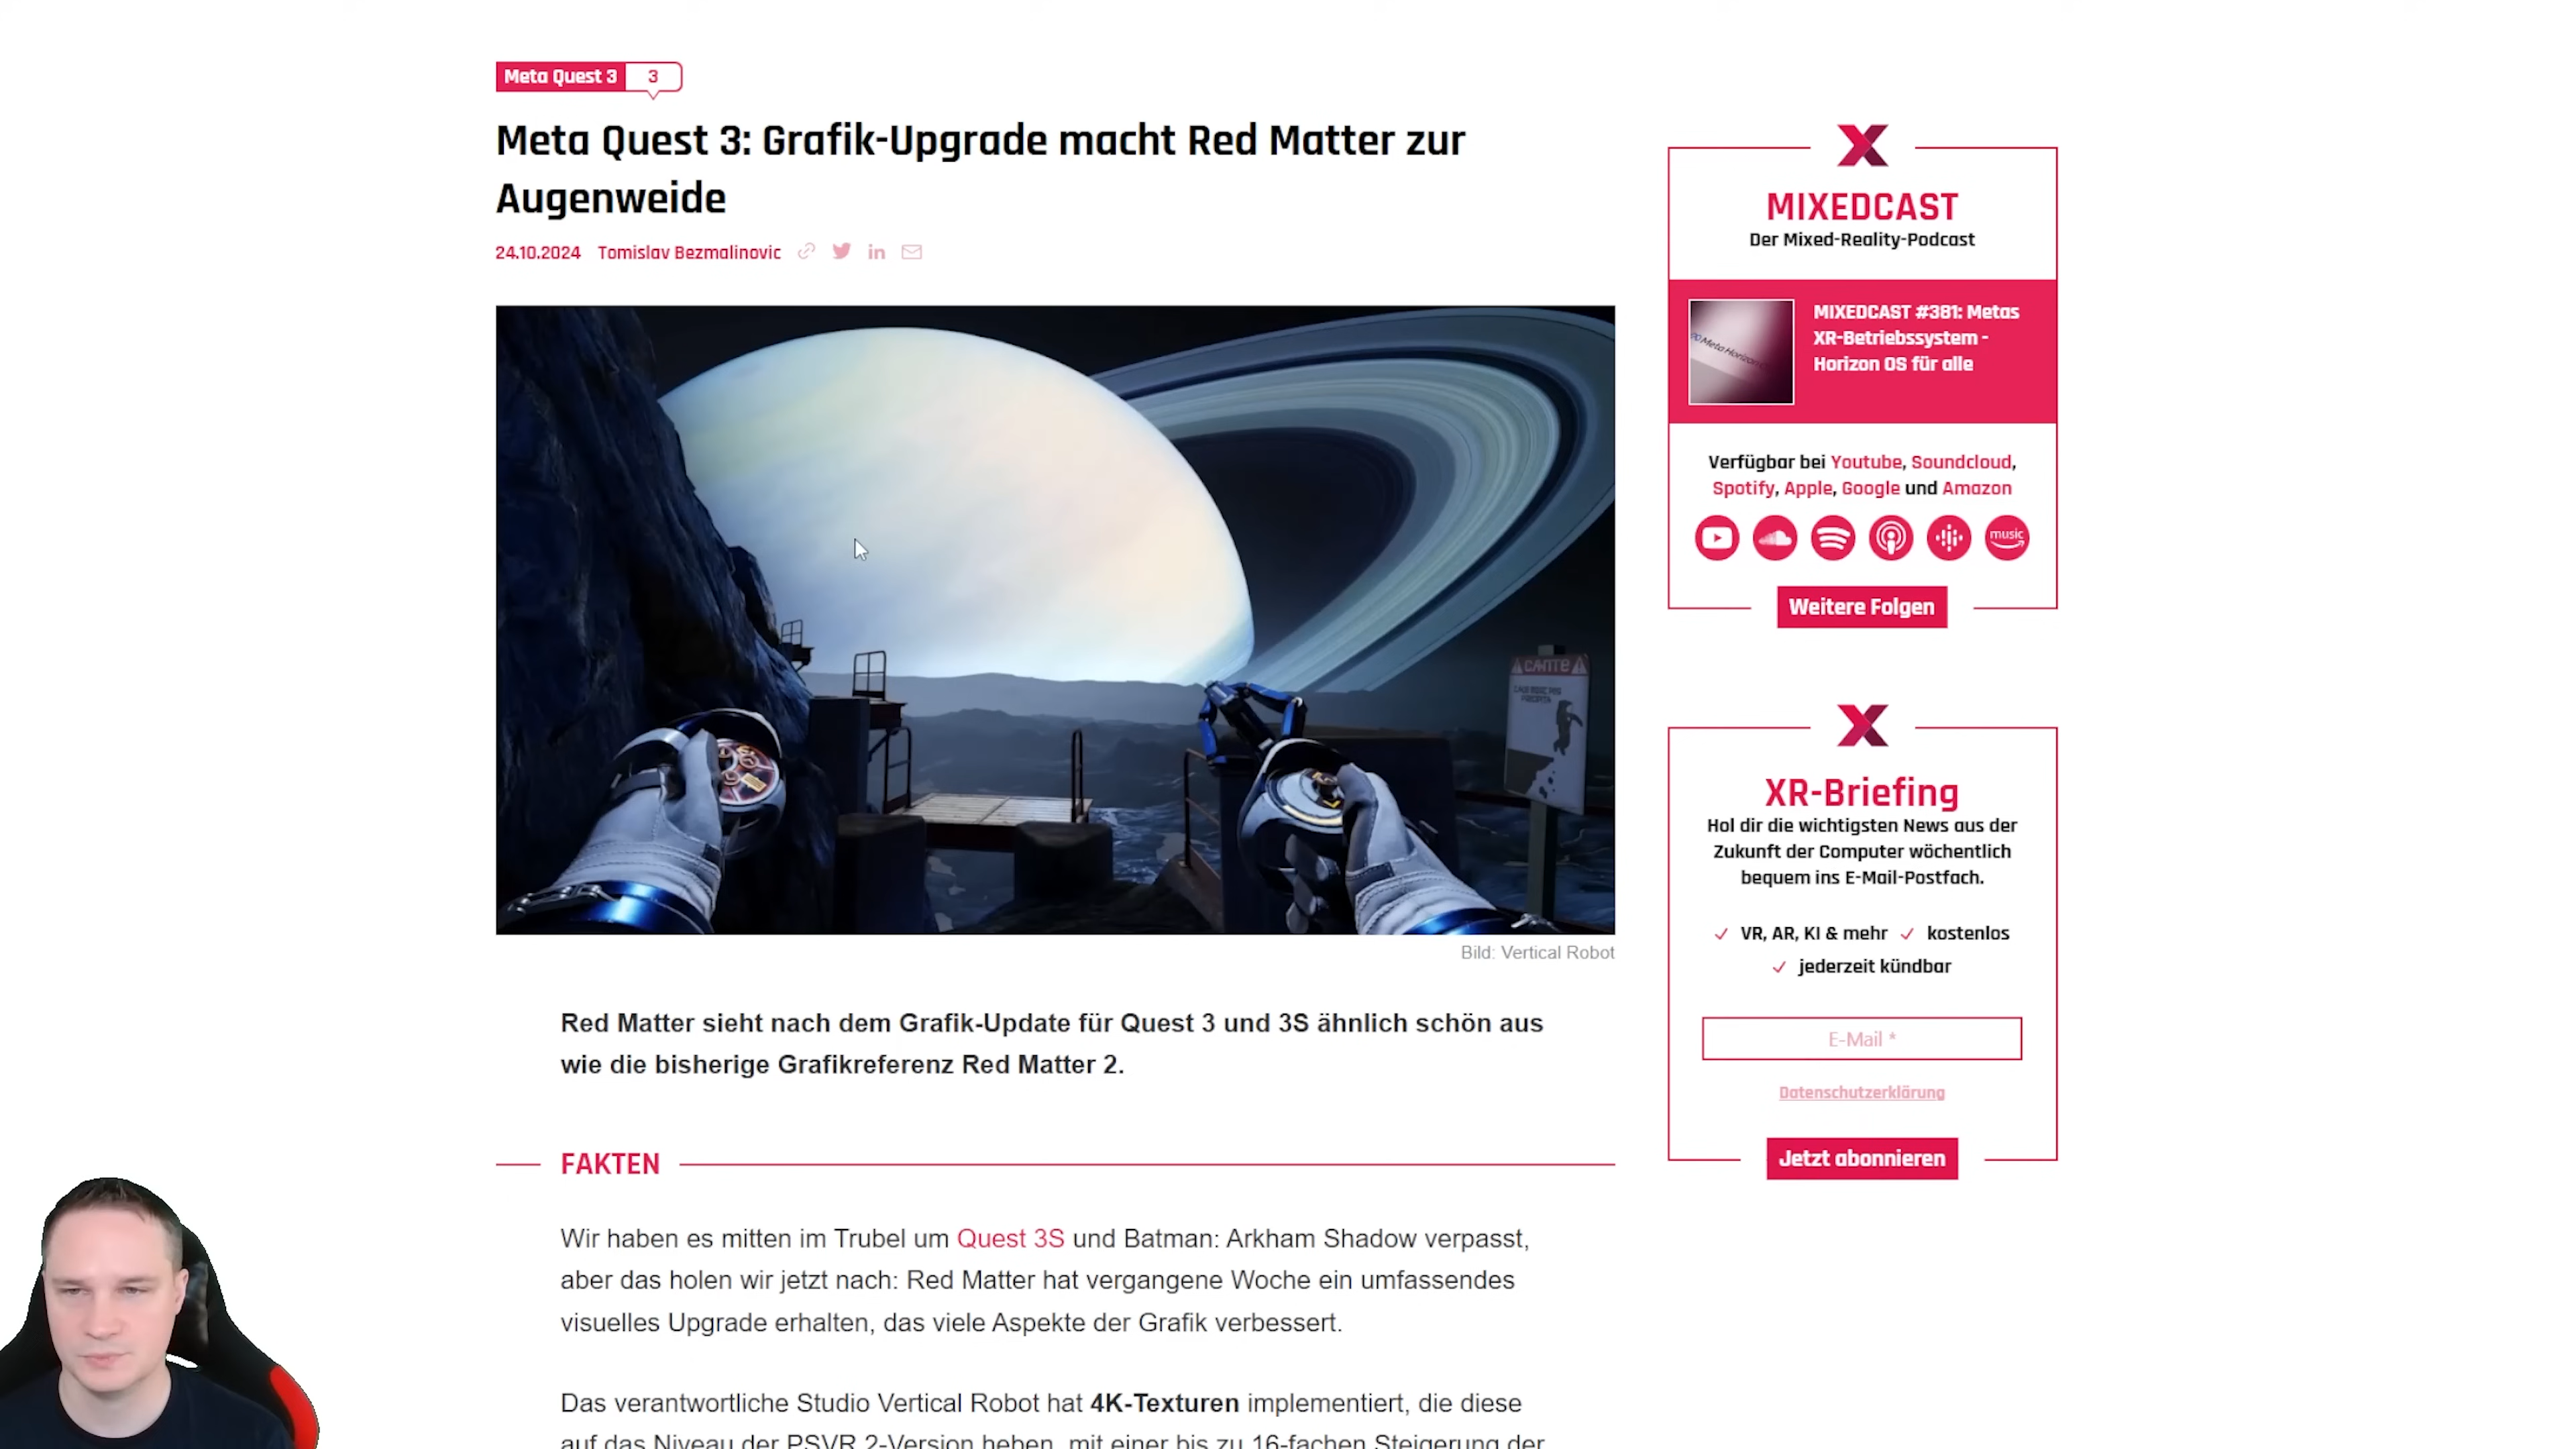 Meta Quest 3 3
Meta Quest 3: Grafik-Upgrade macht Red Matter zur
Augenweide
24.10.2024 Tomislav Bezmalinovic
CAИTE
Bild: Vertical Robot
Red Matter sieht nach dem Grafik-Update für Quest 3 und 3S ähnlich schön aus
wie die bisherige Grafikreferenz Red Matter 2.
FAKTEN
Wir haben es mitten im Trubel um Quest 3S und Batman: Arkham Shadow verpasst,
aber das holen wir jetzt nach: Red Matter hat vergangene Woche ein umfassendes
visuelles Upgrade erhalten, das viele Aspekte der Grafik verbessert.
Das verantwortliche Studio Vertical Robot hat 4K-Texturen implementiert, die diese
auf das Niveau der PSVR 2-Version heben, mit einer bis zu 16-fachen Steigerung der
MIXEDCAST
Der Mixed-Reality-Podcast
Meta Horizon
MIXEDCAST #381: Metas
XR-Betriebssystem -
Horizon OS für alle
Verfügbar bei Youtube, Soundcloud,
Spotify, Apple, Google und Amazon
music
Weitere Folgen
XR-Briefing
Hol dir die wichtigsten News aus der
Zukunft der Computer wöchentlich
bequem ins E-Mail-Postfach.
VR, AR, KI & mehr kostenlos
jederzeit kündbar
E-Mail *
Datenschutzerklärung
Jetzt abonnieren